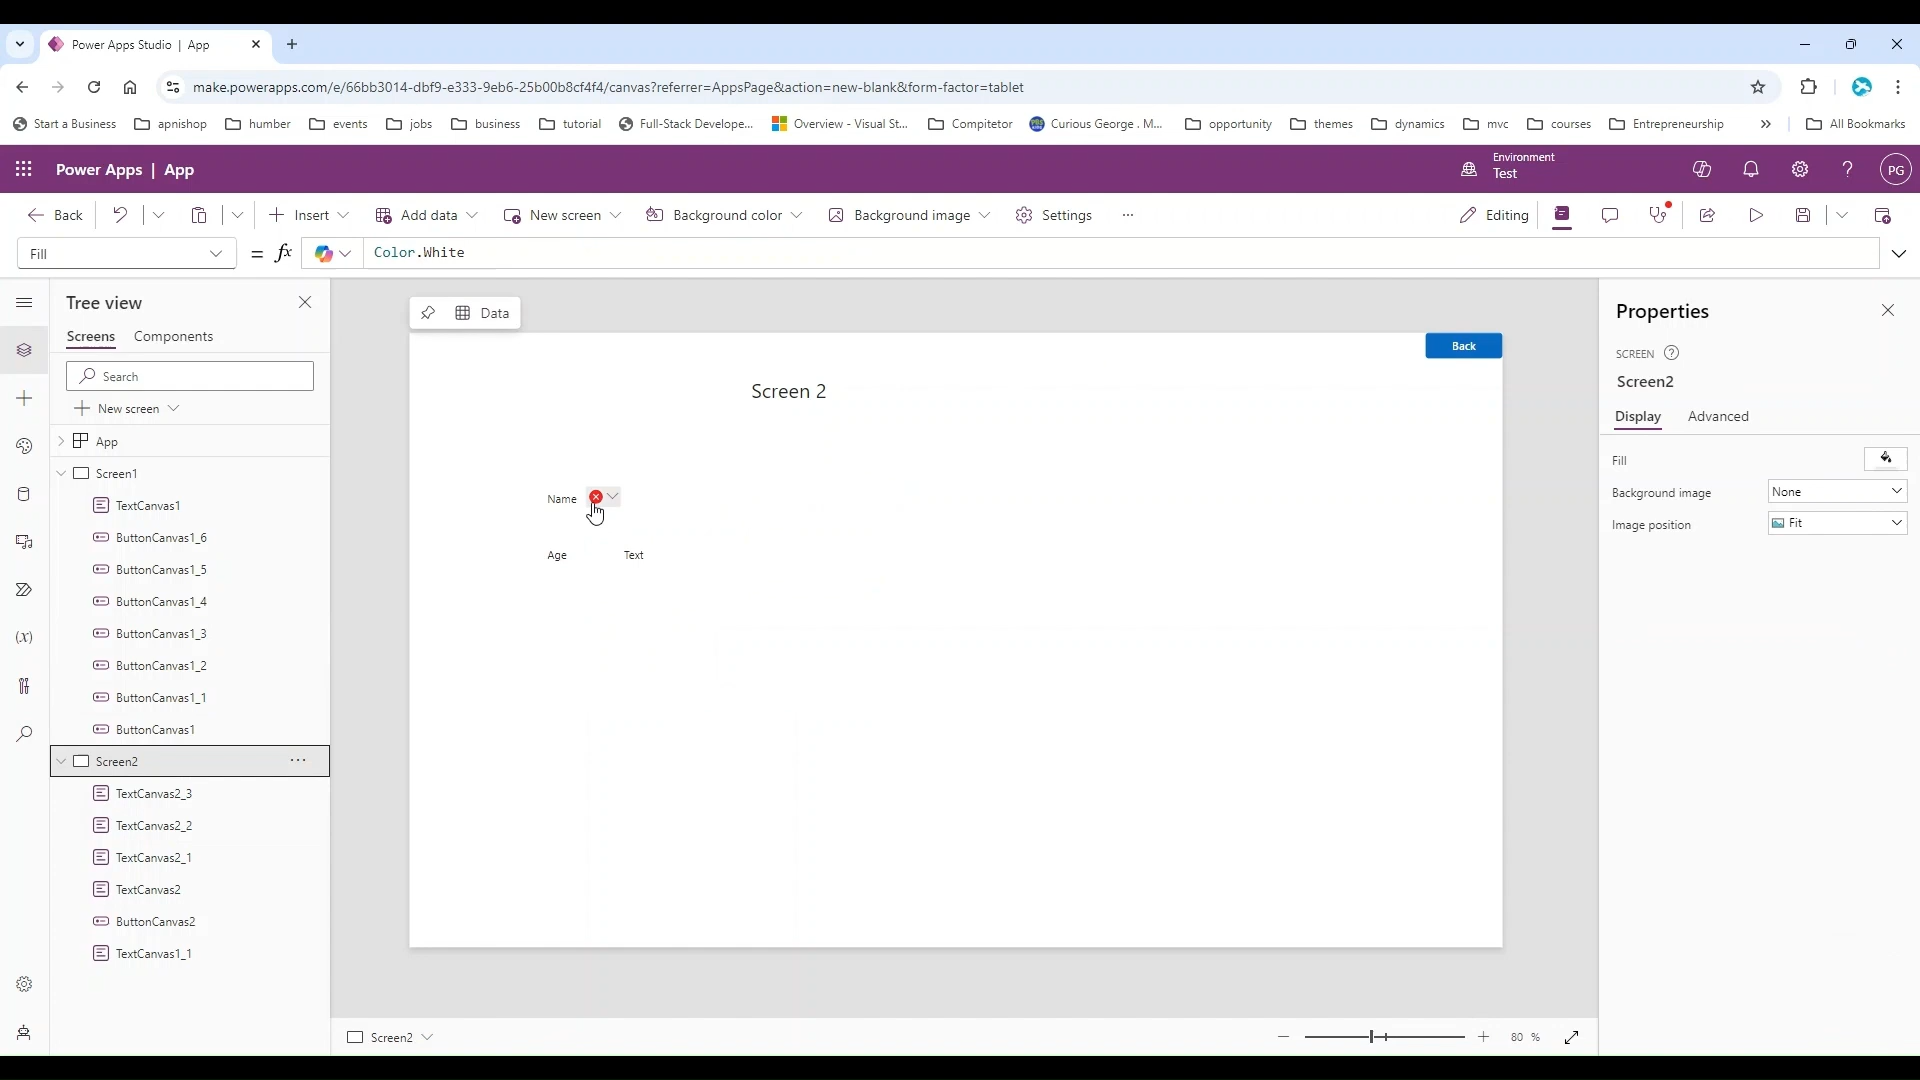 Power Apps Studio | App
make.powerapps.com/e/66bb3014-dbf9-e333-9eb6-25b00b8cf4f4/canvas?referrer=AppsPage&action=new-blank&form-factor=tablet
Start a Business apnishop humber events jobs business tutorial Full-Stack Develope... Overview - Visual St... Compitetor Curious George . M... opportunity themes dynamics mvc courses Entrepreneurship » All Bookmarks
Power Apps | App
Environment
Test
PG
Back Insert Add data New screen Background color Background image Settings ... Editing
Fill = fx Color.White
Tree view
Screens Components
Search
New screen
App
Screen1
TextCanvas1
ButtonCanvas1_6
ButtonCanvas1_5
ButtonCanvas1_4
ButtonCanvas1_3
ButtonCanvas1_2
ButtonCanvas1_1
ButtonCanvas1
Screen2 ...
TextCanvas2_3
TextCanvas2_2
TextCanvas2_1
TextCanvas2
ButtonCanvas2
TextCanvas1_1
Data
Back
Screen 2
Name
Age Text
Screen2
80 %
Properties
SCREEN
Screen2
Display Advanced
Fill
Background image None
Image position Fit